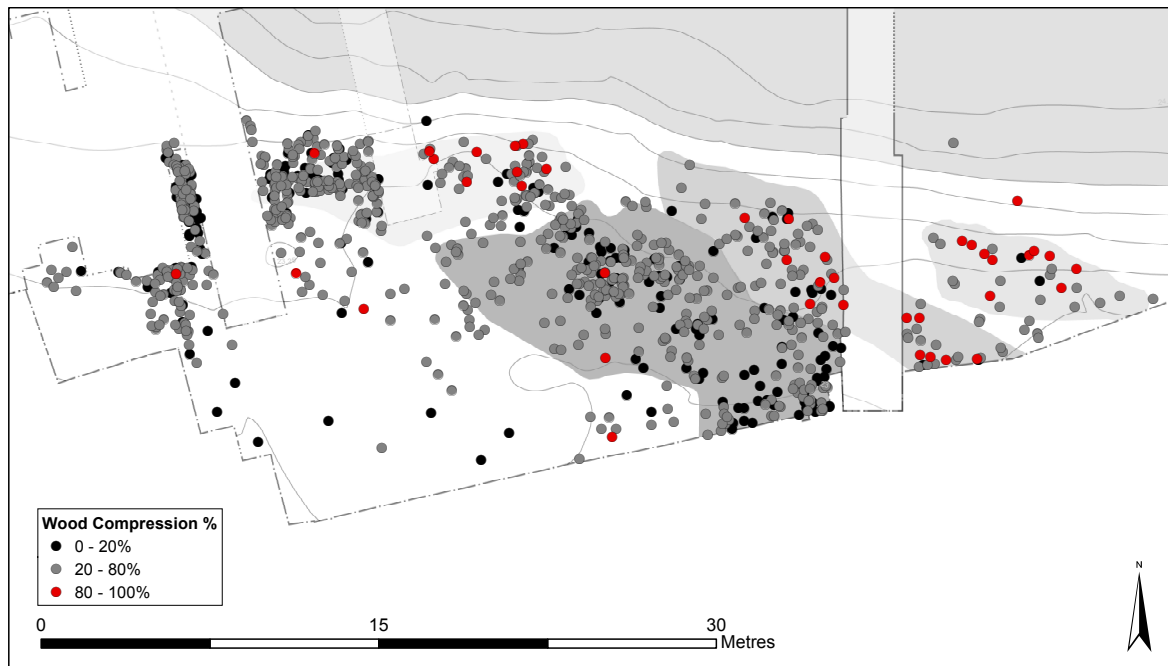 Wood Compression %
0 - 20%
20 - 80%
80 - 100%
0 15 30
Metres
N